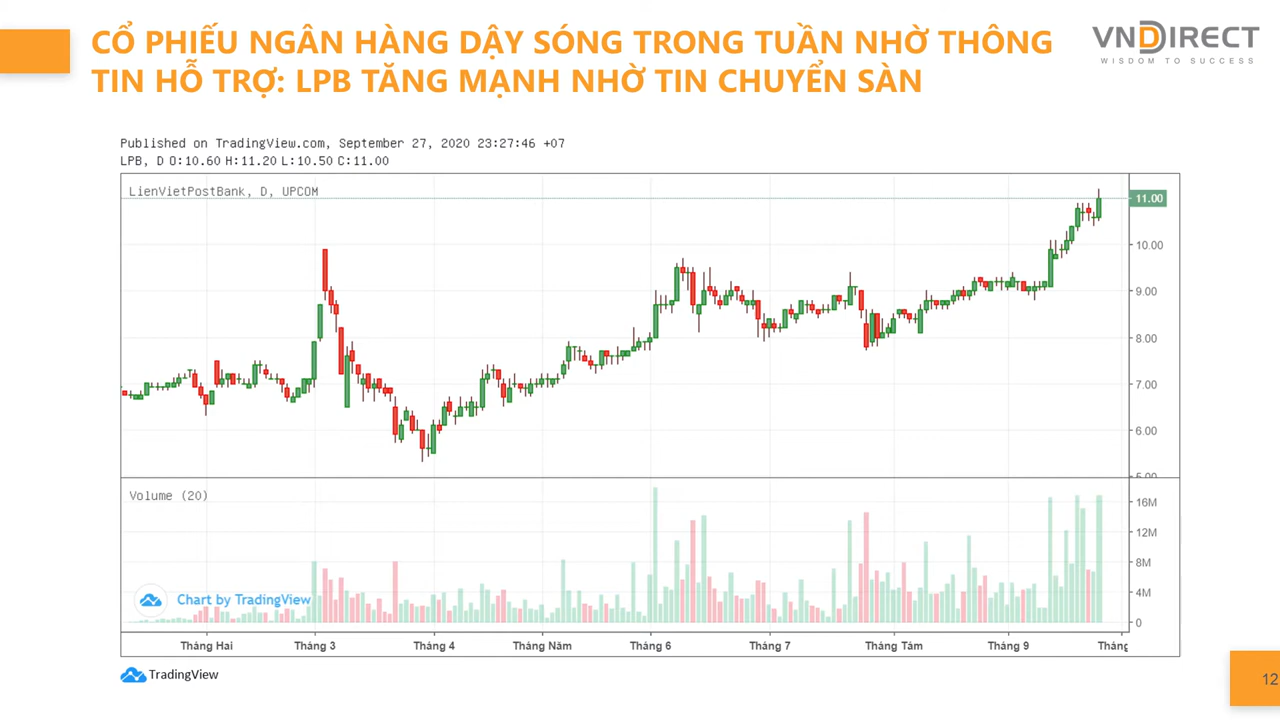 CỔ PHIẾU NGÂN HÀNG DẬY SÓNG TRONG TUẦN NHỜ THÔNG
TIN HỖ TRỢ: LPB TĂNG MẠNH NHỜ TIN CHUYỂN SÀN
VNDIRECT
WISDOM TO SUCCESS
Published on TradingView.com, September 27, 2020 23:27:46 +07
LPB, D O:10.60 H:11.20 L:10.50 C:11.00
LienVietPostBank, D, UPCOM
11.00
10.00
9.00
8.00
7.00
6.00
5.00
Volume (20)
16M
12M
8M
4M
0
Chart by TradingView
Tháng Hai Tháng 3 Tháng 4 Tháng Năm Tháng 6 Tháng 7 Tháng Tám Tháng 9 Tháng
TradingView
12